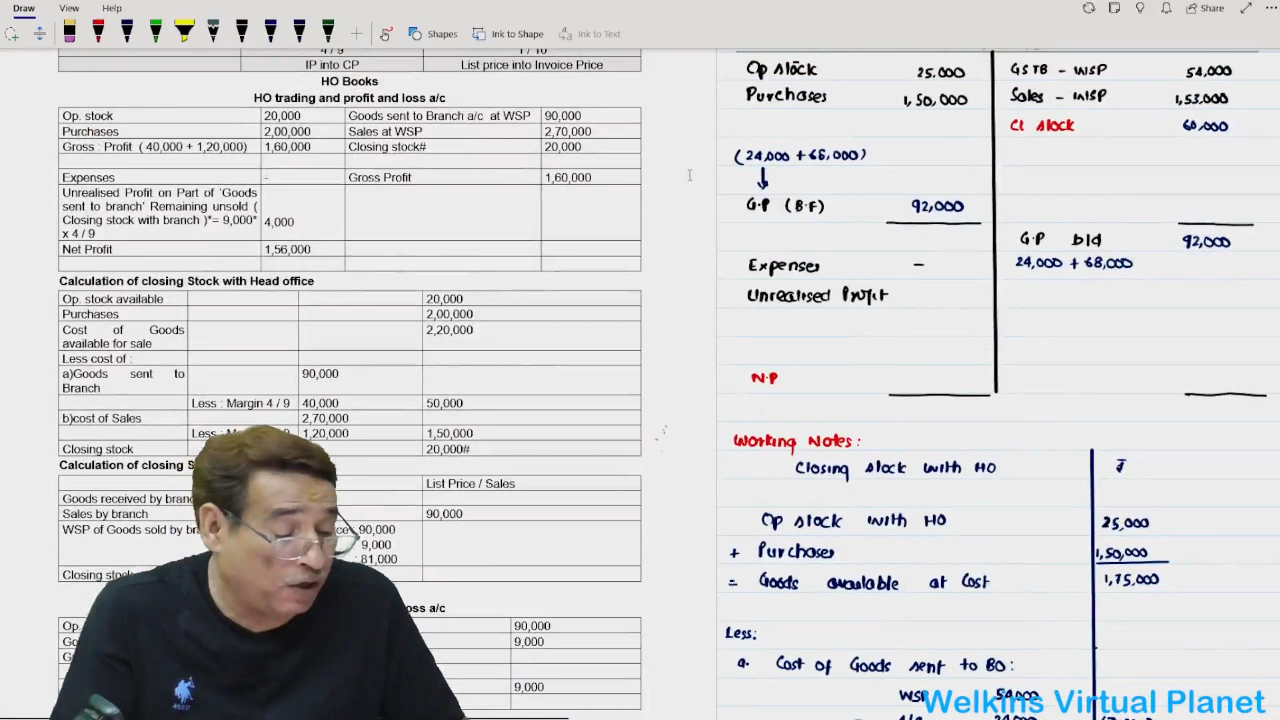 Draw View Help
Share
Shapes Ink to Shape Ink to Text
4 / 9 1 / 10
IP into CP List price into Invoice Price
HO Books
HO trading and profit and loss a/c
Op. stock 20,000 Goods sent to Branch a/c at WSP 90,000
Purchases 2,00,000 Sales at WSP 2,70,000
Gross : Profit ( 40,000 + 1,20,000) 1,60,000 Closing stock# 20,000
Expenses - Gross Profit 1,60,000
Unrealised Profit on Part of 'Goods
sent to branch' Remaining unsold (
Closing stock with branch )*= 9,000*
x 4 / 9 4,000
Net Profit 1,56,000
Calculation of closing Stock with Head office
Op. stock available 20,000
Purchases 2,00,000
Cost of Goods 2,20,000
available for sale
Less cost of :
a)Goods sent to 90,000
Branch
Less : Margin 4 / 9 40,000 50,000
b)cost of Sales 2,70,000
Less : 1,20,000 1,50,000
Closing stock 20,000#
Calculation of closing
List Price / Sales
Goods received by
Sales by branch 90,000
WSP of Goods sold by 90,000
9,000
81,000
Closing
loss a/c
Op. 90,000
9,000
9,000
Op stock 25,000 GSTB - WSP 54,000
Purchases 1,50,000 Sales - WSP 1,53,000
Cl stock 60,000
(24,000 + 68,000)
G.P (B.F) 92,000
G.P b/d 92,000
Expenses - 24,000 + 68,000
Unrealised Profit
N.P
Working Notes:
Closing stock with HO ₹
Op stock with HO 25,000
+ Purchases 1,50,000
= Goods available at Cost 1,75,000
Less:
a. Cost of Goods sent to BO:
WSP 54,000
Welkins Virtual Planet